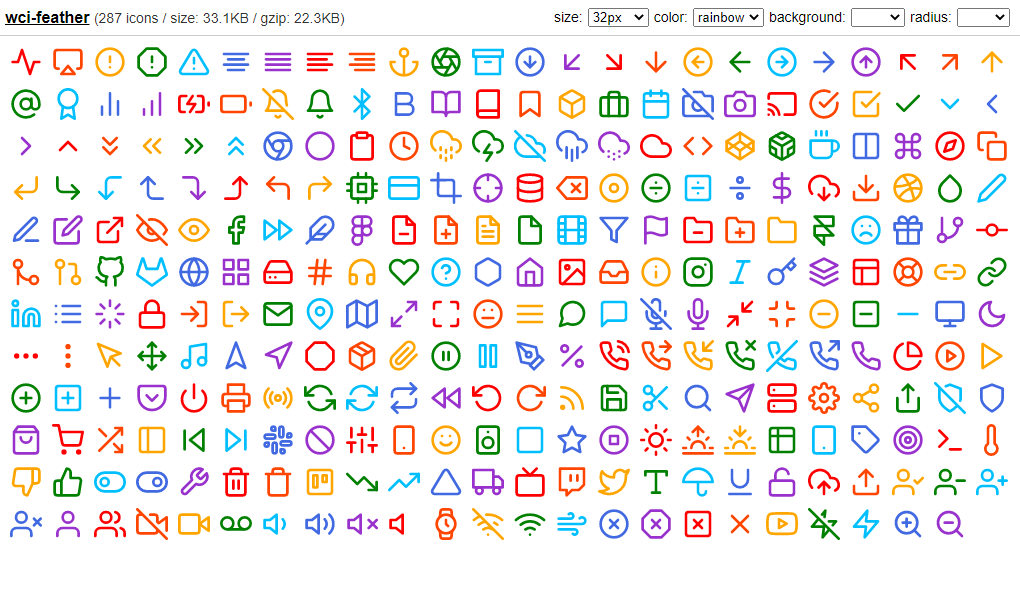 wci-feather (287 icons / size: 33.1KB / gzip: 22.3KB) size: 32px color: rainbow background: radius: